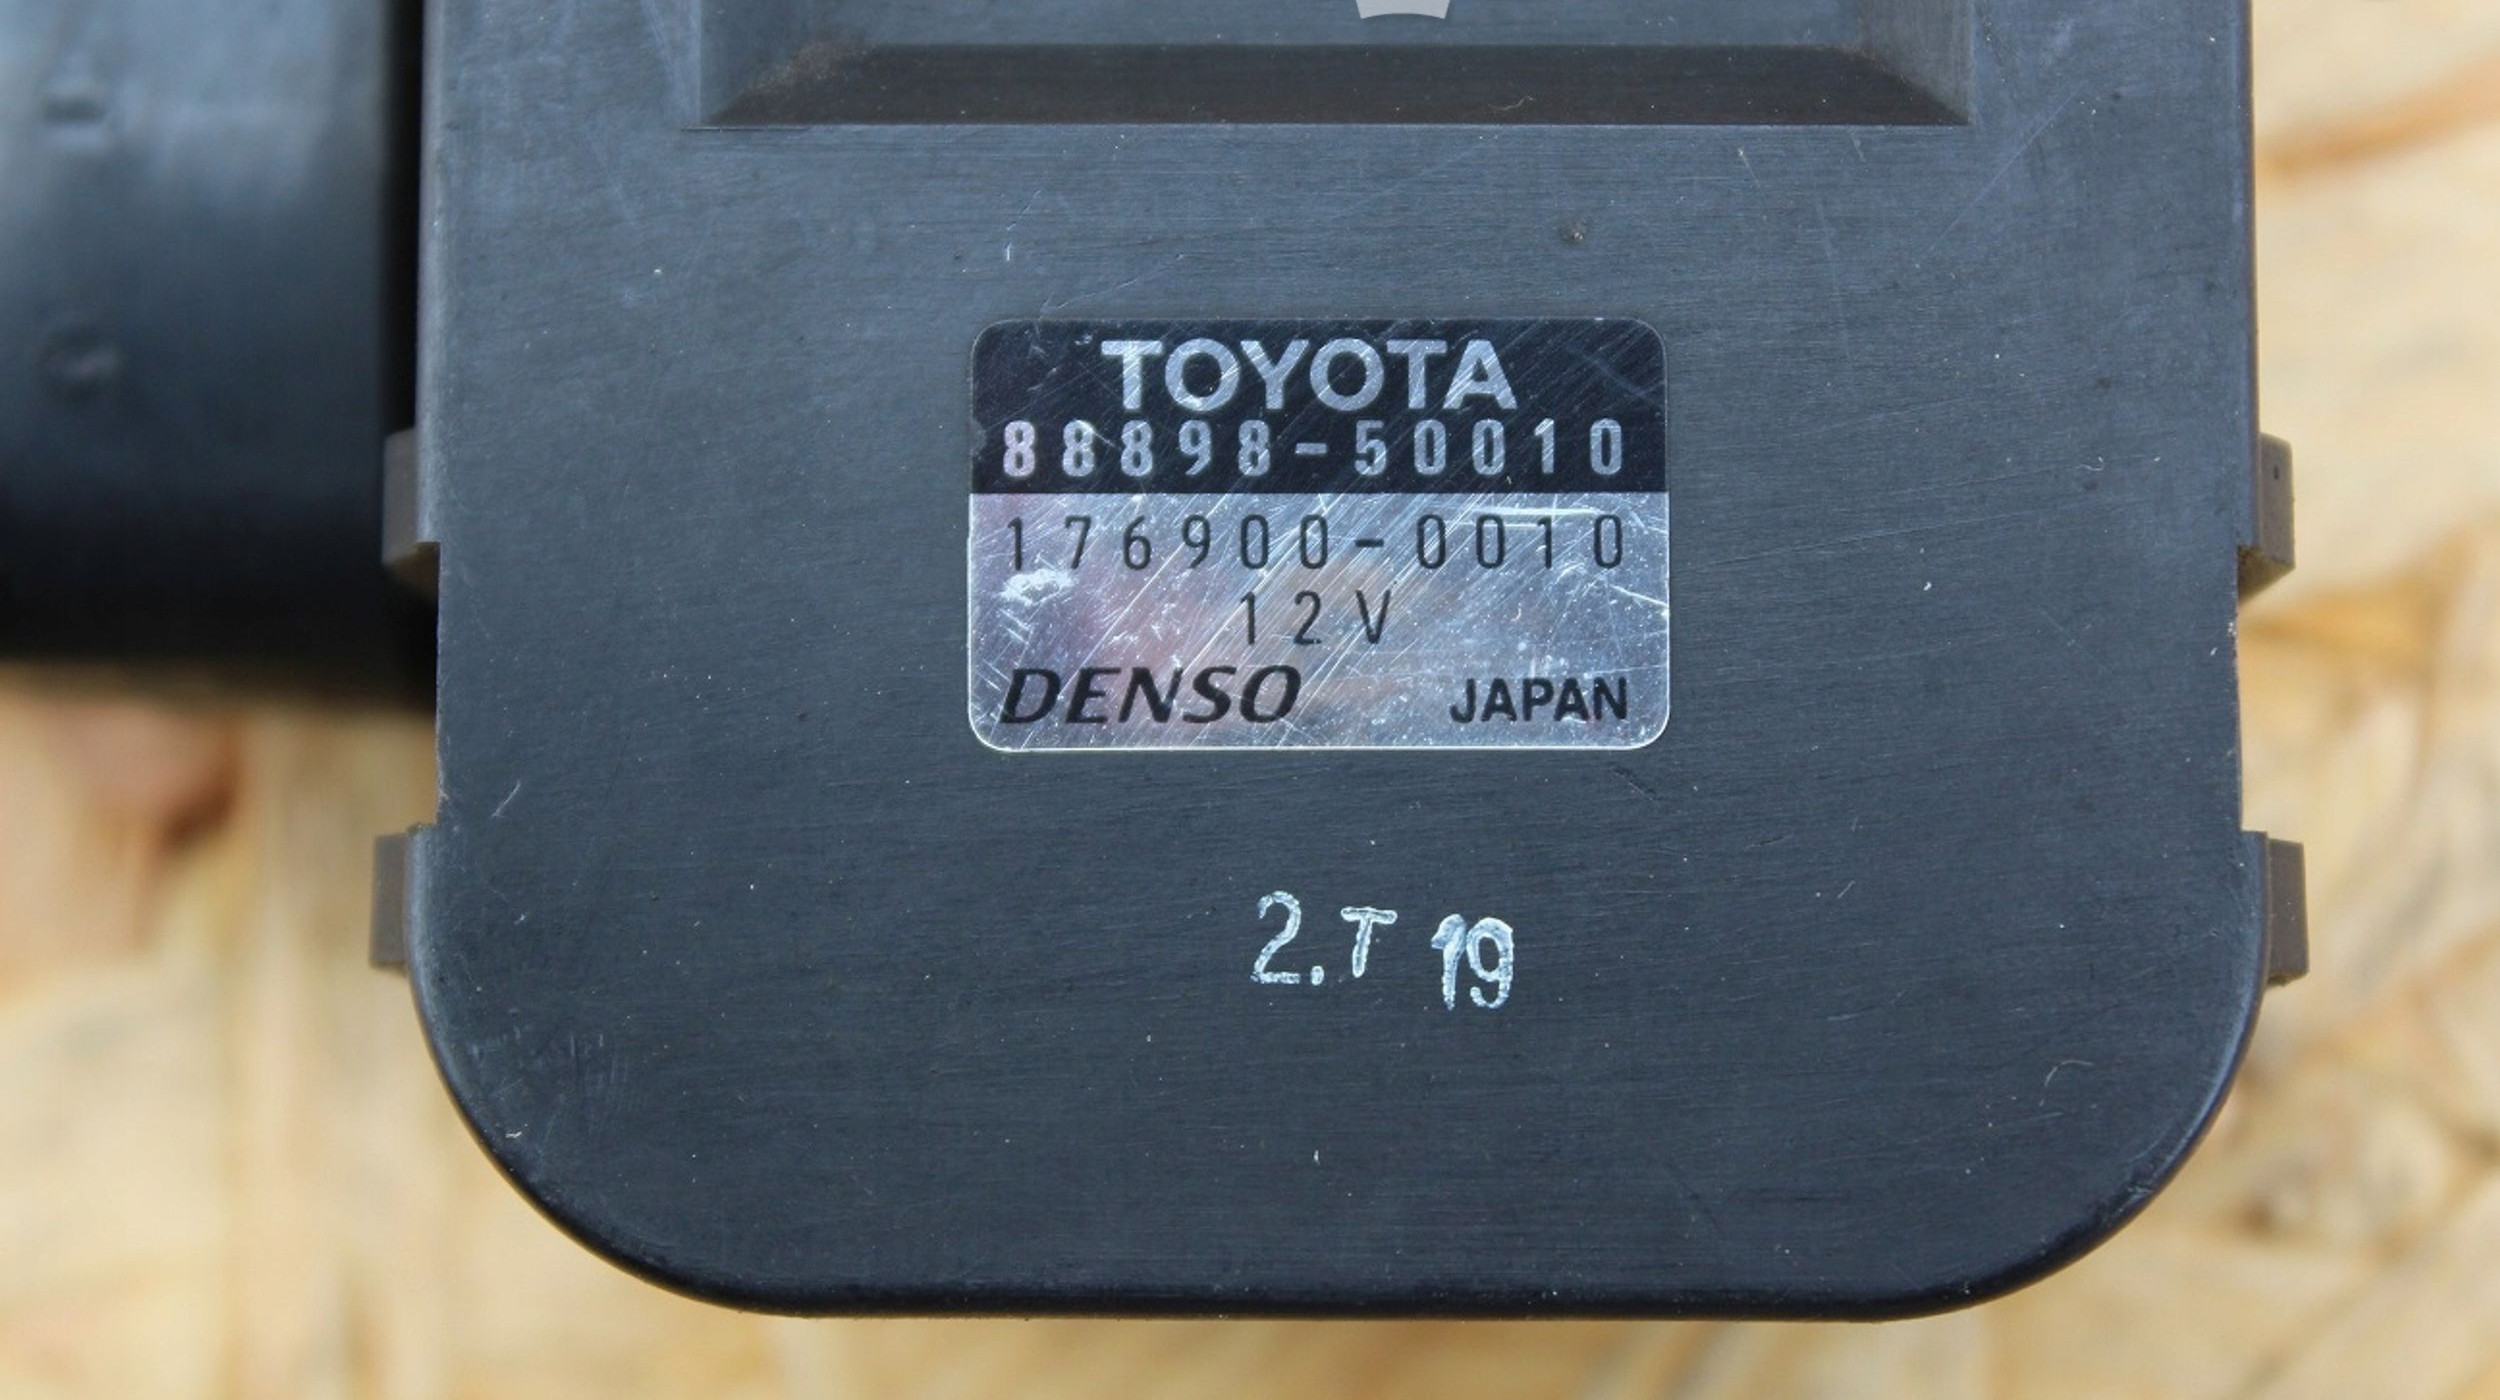 TOYOTA
88898-50010
176900-0010
12V
DENSO JAPAN
2.T 19